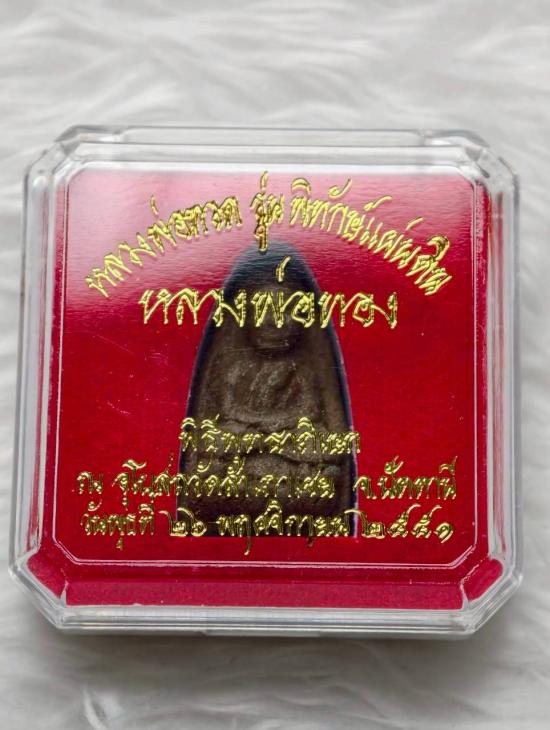 หลวงพ่อทวด รุ่น พิทักษ์แผ่นดิน
หลวงพ่อทอง
พิธีพุทธาภิเษก
ณ อุโบสถวัดสำเภาเชย จ.ปัตตานี
วันพุธที่ ๒๖ พฤศจิกายน ๒๕๕๑